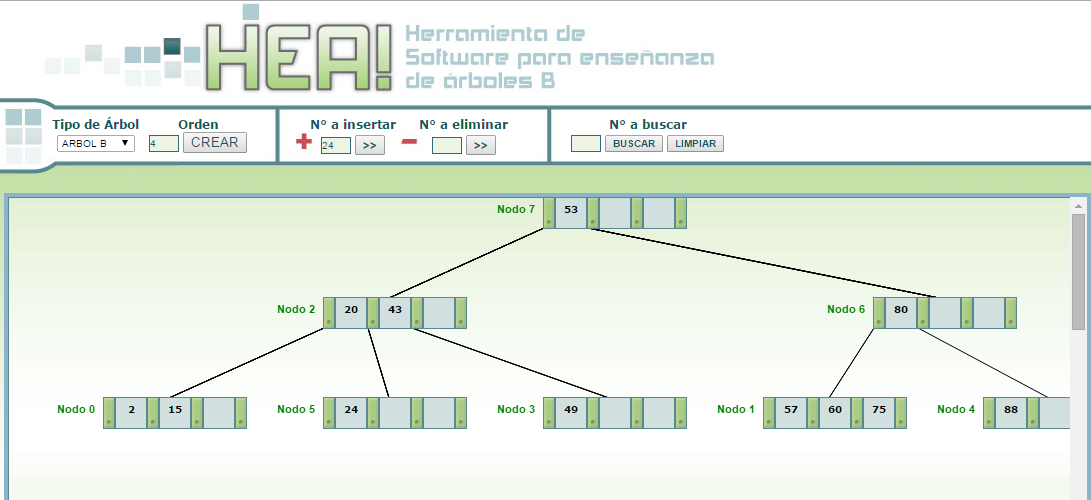 HEA!
Herramienta de
Software para enseñanza
de árboles B
Tipo de Árbol Orden
ARBOL B 4 CREAR
N° a insertar N° a eliminar
24 >> >>
N° a buscar
BUSCAR LIMPIAR
Nodo 7 53
Nodo 2 20 43
Nodo 6 80
Nodo 0 2 15
Nodo 5 24
Nodo 3 49
Nodo 1 57 60 75
Nodo 4 88